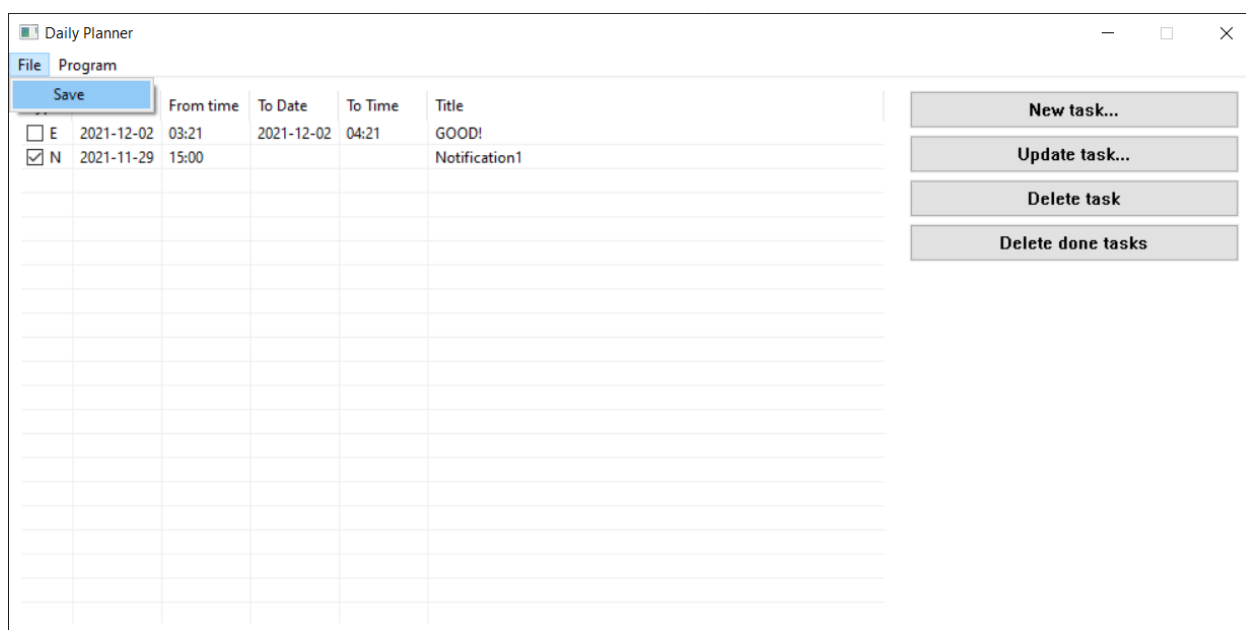 Daily Planner
File Program
Save
From time To Date To Time Title
E 2021-12-02 03:21 2021-12-02 04:21 GOOD!
N 2021-11-29 15:00 Notification1
New task...
Update task...
Delete task
Delete done tasks